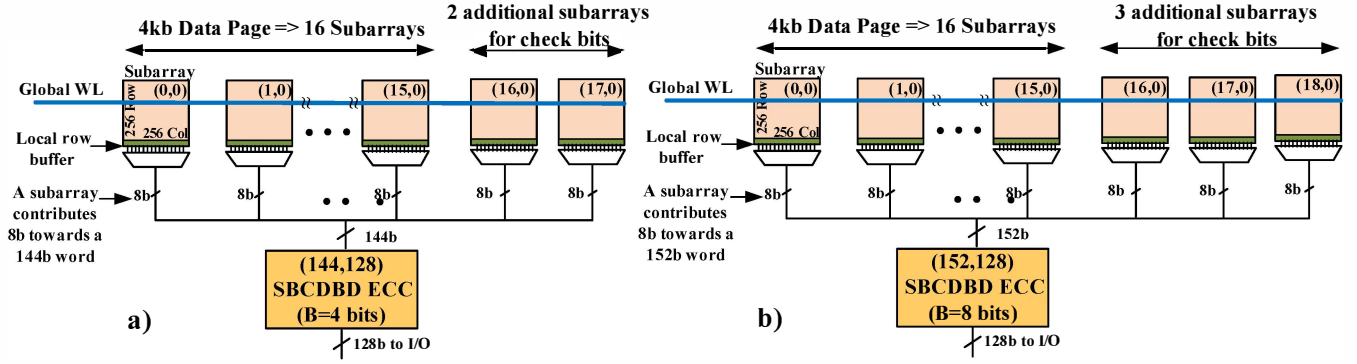 4kb Data Page => 16 Subarrays
2 additional subarrays
for check bits
Subarray
Global WL
(0,0)
(1,0)
(15,0)
(16,0)
(17,0)
256 Row
256 Col
Local row
buffer
A subarray
contributes
8b towards a
144b word
8b
8b
8b
8b
8b
144b
(144,128)
SBCDBD ECC
(B=4 bits)
128b to I/O
a)
4kb Data Page => 16 Subarrays
3 additional subarrays
for check bits
Subarray
Global WL
(0,0)
(1,0)
(15,0)
(16,0)
(17,0)
(18,0)
256 Row
256 Col
Local row
buffer
A subarray
contributes
8b towards a
152b word
8b
8b
8b
8b
8b
8b
152b
(152,128)
SBCDBD ECC
(B=8 bits)
128b to I/O
b)